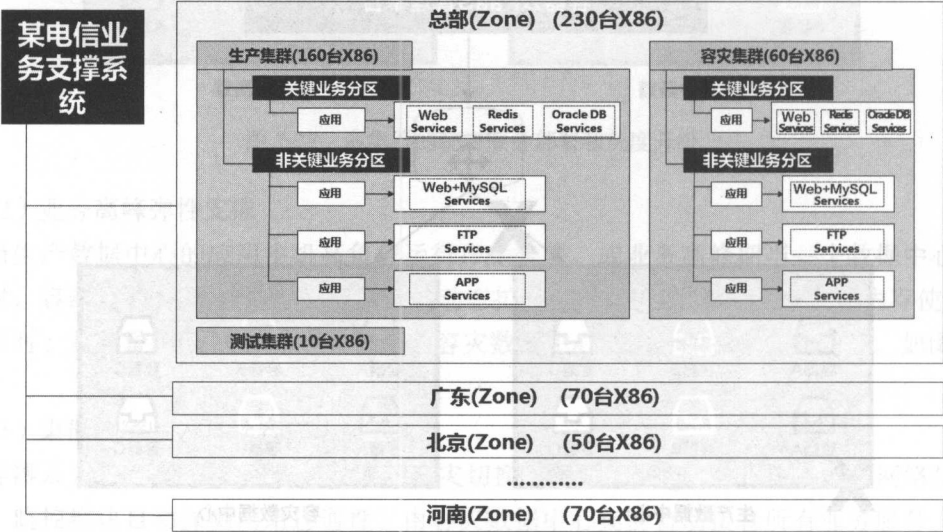 某电信业
务支撑系
统
总部(Zone) (230台X86)
生产集群(160台X86)
关键业务分区
应用
Web
Services
Redis
Services
Oracle DB
Services
非关键业务分区
应用
Web+MySQL
Services
应用
FTP
Services
应用
APP
Services
测试集群(10台X86)
容灾集群(60台X86)
关键业务分区
应用
Web
Services
Redis
Services
OradeDB
Services
非关键业务分区
应用
Web+MySQL
Services
应用
FTP
Services
应用
APP
Services
广东(Zone) (70台X86)
北京(Zone) (50台X86)
............
河南(Zone) (70台X86)